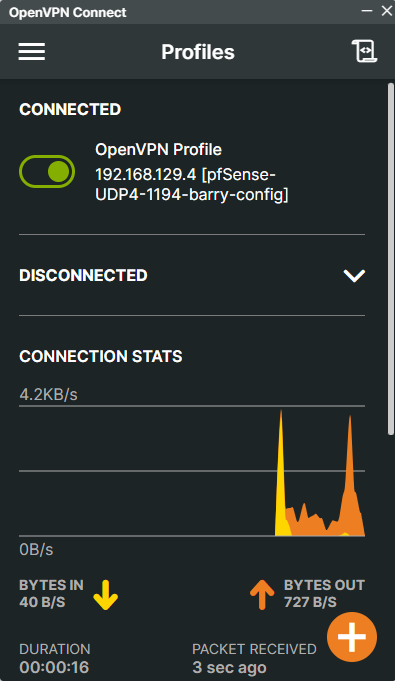 OpenVPN Connect
Profiles
CONNECTED
OpenVPN Profile
192.168.129.4 [pfSense-
UDP4-1194-barry-config]
DISCONNECTED
CONNECTION STATS
4.2KB/s
0B/s
BYTES IN
40 B/S
BYTES OUT
727 B/S
DURATION
00:00:16
PACKET RECEIVED
3 sec ago